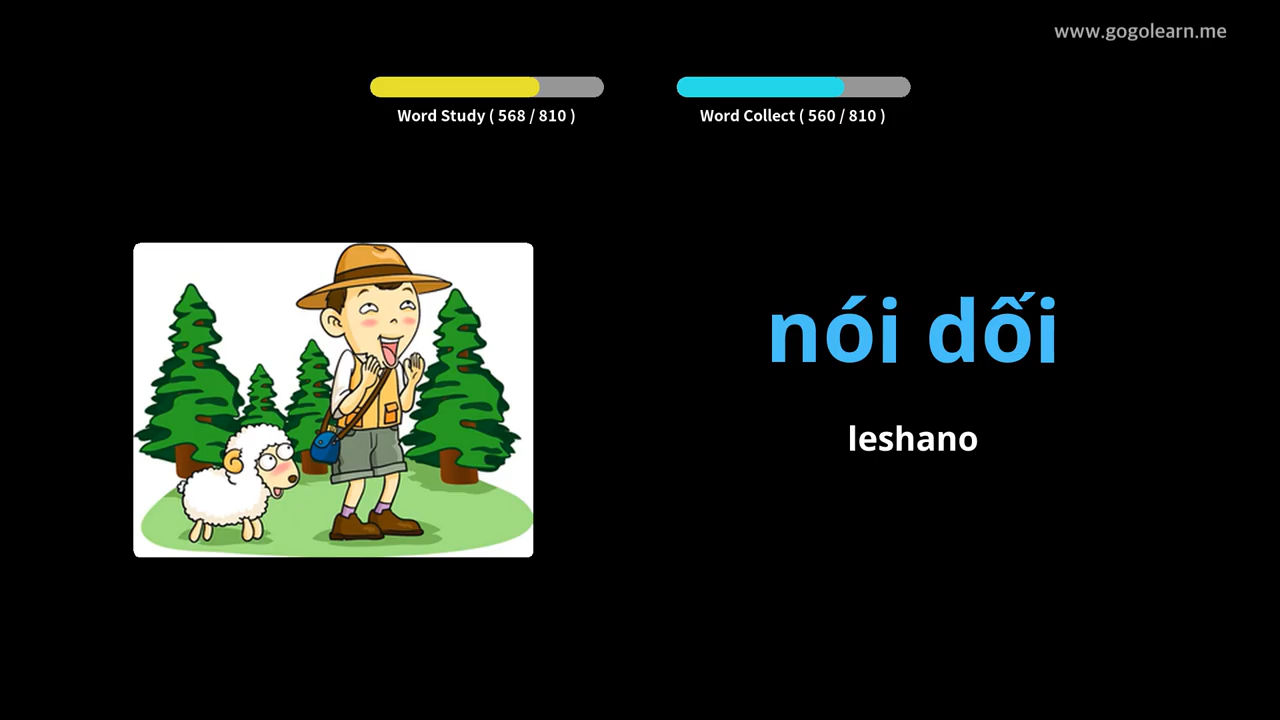 www.gogolearn.me
Word Study ( 568 / 810 )
Word Collect ( 560 / 810 )
nói dối
leshano